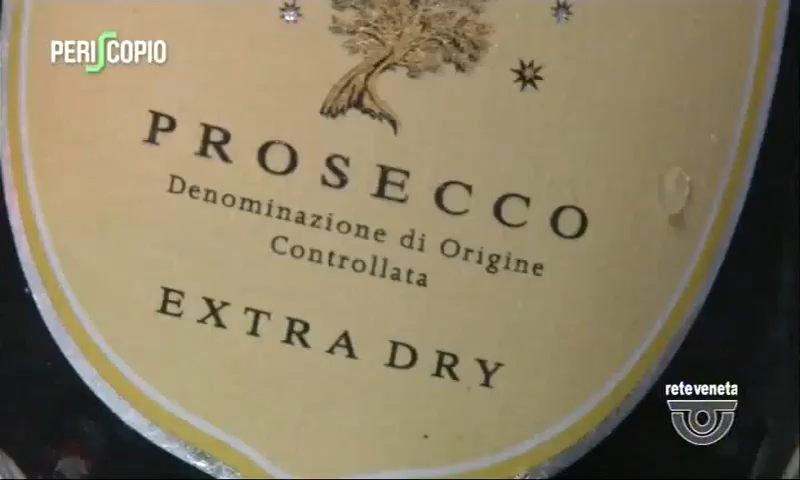 PERISCOPIO
PROSECCO
Denominazione di Origine
Controllata
EXTRA DRY
reteveneta